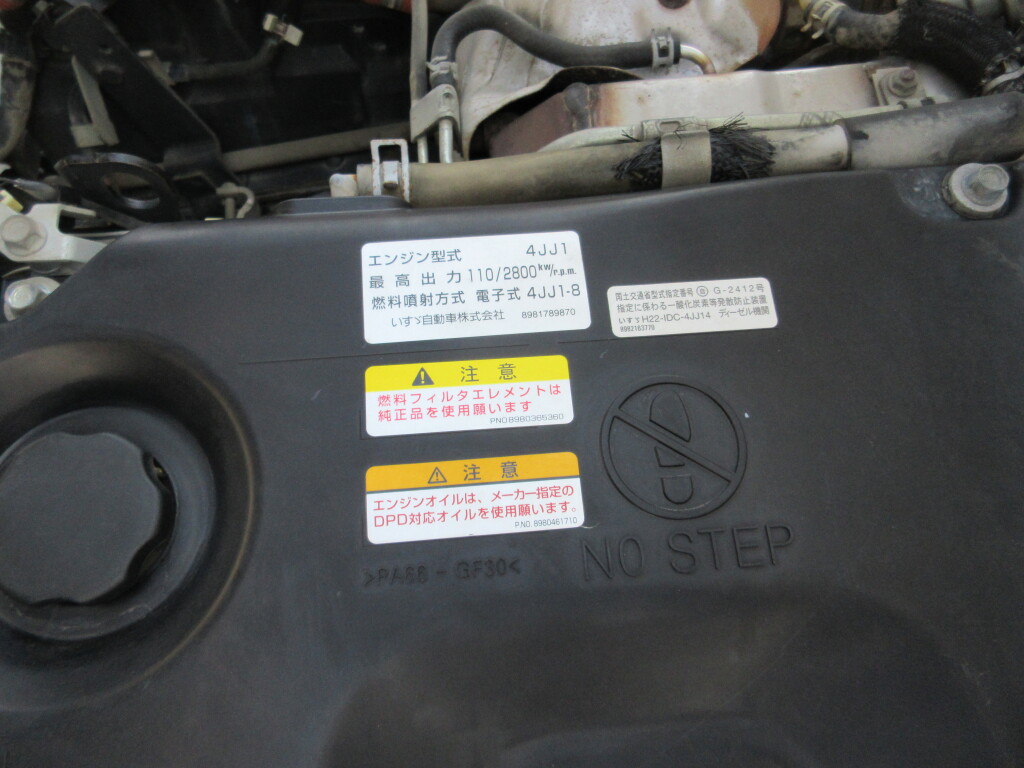 エンジン型式 4JJ1
最高出力 110/2800 kW/r.p.m.
燃料噴射方式 電子式 4JJ1-8
いすゞ自動車株式会社 8981789870
国土交通省型式指定番号 Ⓑ G-2412号
指定に係わる一酸化炭素等発散防止装置
いすゞ H22-IDC-4JJ14 ディーゼル機関
8982163770
注意
燃料フィルタエレメントは
純正品を使用願います
PNO8980965360
注意
エンジンオイルは、メーカー指定の
DPD対応オイルを使用願います。
P.NO. 8980461710
>PA66-GF30<
NO STEP